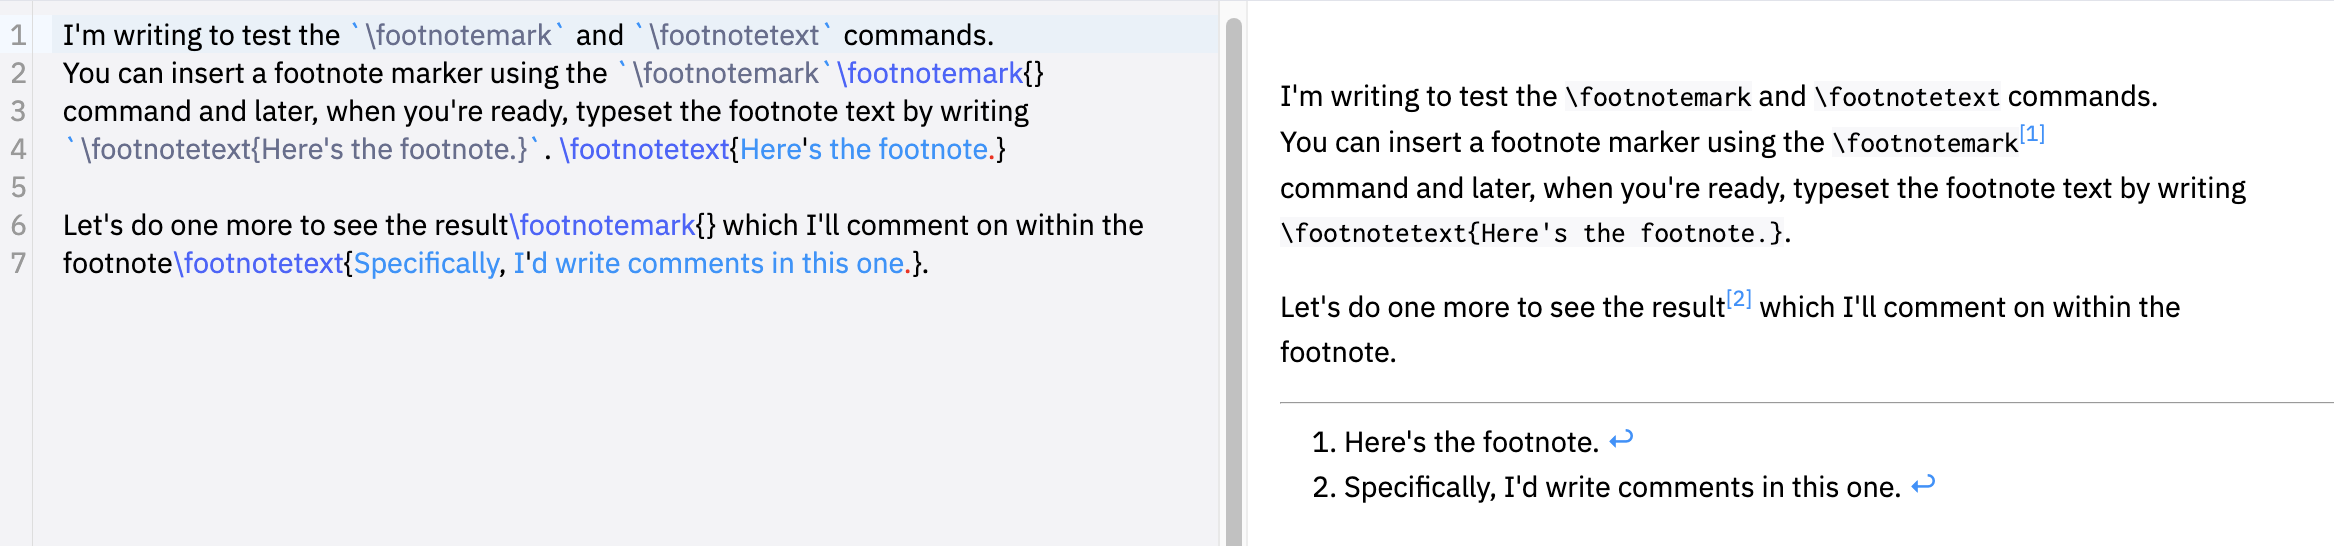 1 I'm writing to test the `\footnotemark` and `\footnotetext` commands.
2 You can insert a footnote marker using the `\footnotemark`\footnotemark{}
3 command and later, when you're ready, typeset the footnote text by writing
4 `\footnotetext{Here's the footnote.}`. \footnotetext{Here's the footnote.}
5
6 Let's do one more to see the result\footnotemark{} which I'll comment on within the
7 footnote\footnotetext{Specifically, I'd write comments in this one.}.
I'm writing to test the \footnotemark and \footnotetext commands.
You can insert a footnote marker using the \footnotemark[1]
command and later, when you're ready, typeset the footnote text by writing
\footnotetext{Here's the footnote.}.
Let's do one more to see the result[2] which I'll comment on within the
footnote.
1. Here's the footnote. ↩
2. Specifically, I'd write comments in this one. ↩